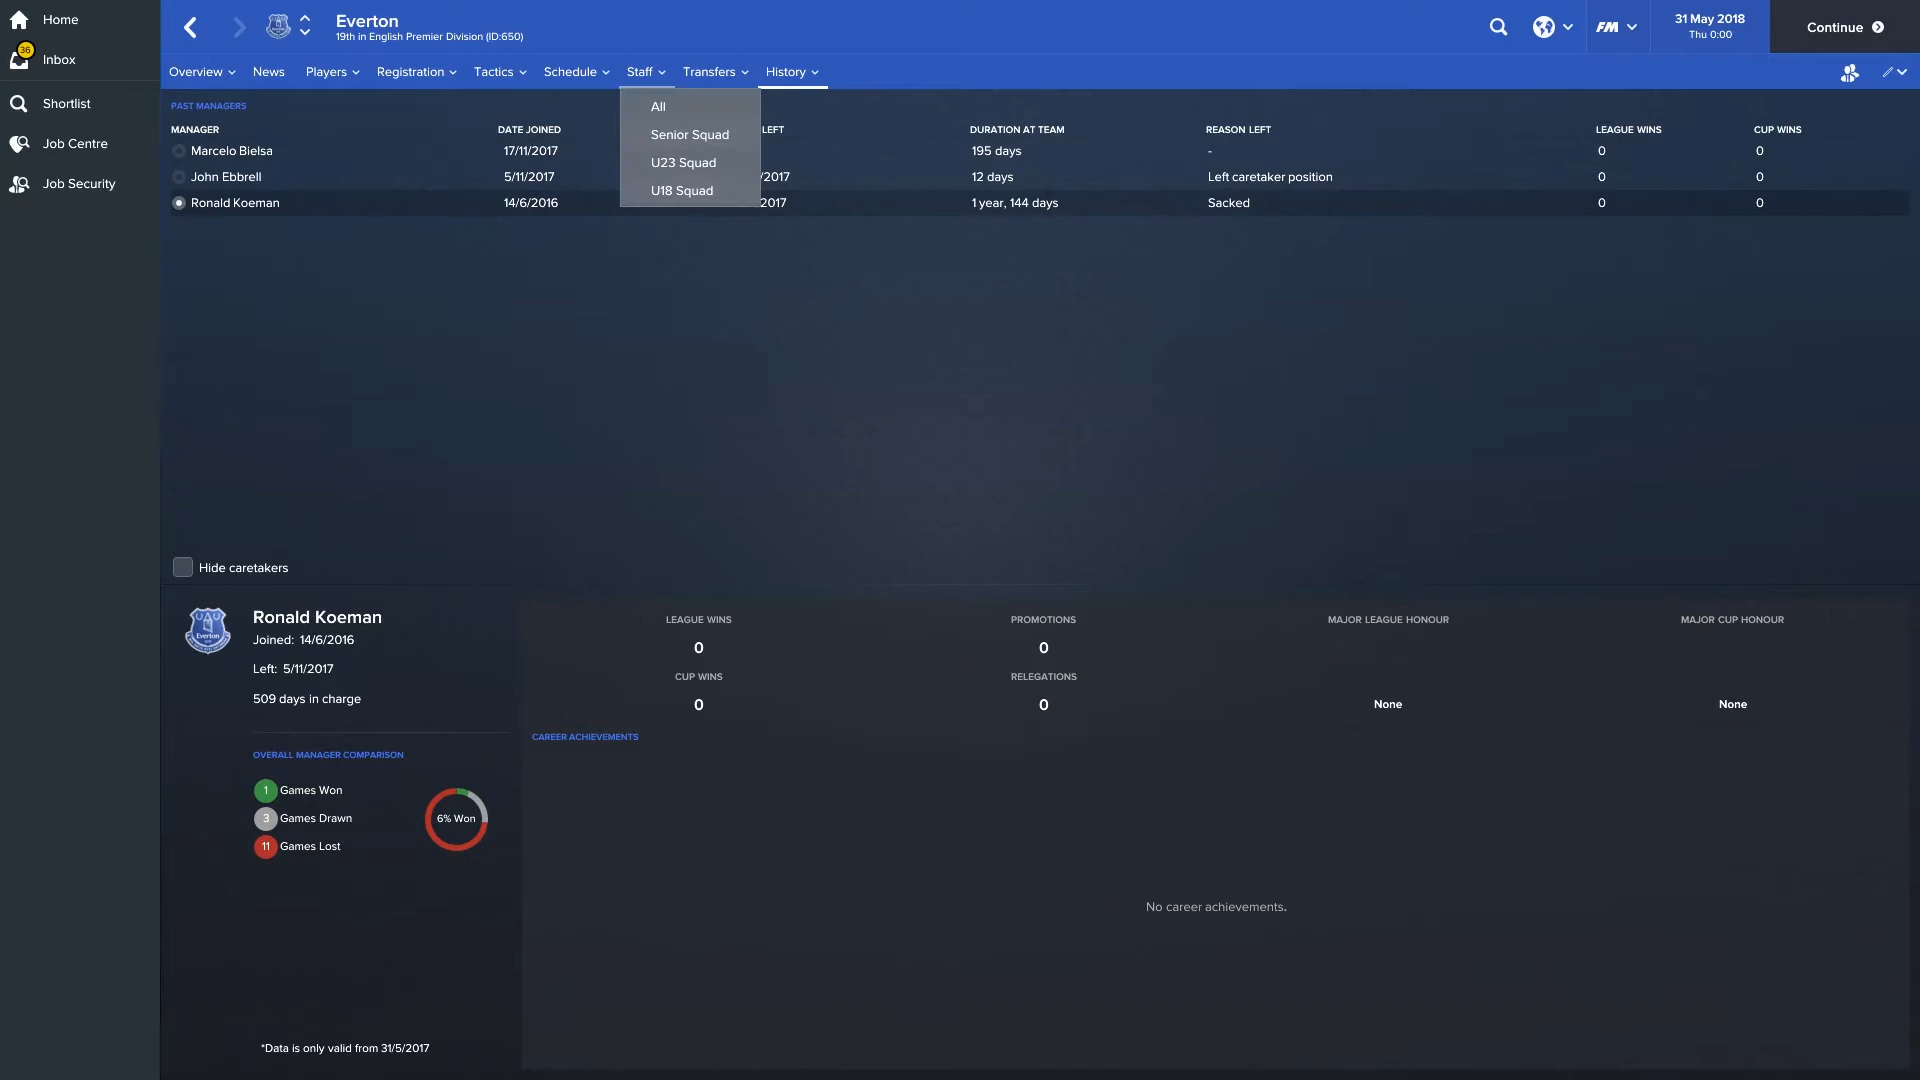 Home
36
Inbox
Shortlist
Job Centre
Job Security
Everton
19th in English Premier Division (ID:650)
FM
31 May 2018
Thu 0:00
Continue
Overview News Players Registration Tactics Schedule Staff Transfers History
All
Senior Squad
U23 Squad
U18 Squad
PAST MANAGERS
MANAGER DATE JOINED LEFT DURATION AT TEAM REASON LEFT LEAGUE WINS CUP WINS
Marcelo Bielsa 17/11/2017 195 days - 0 0
John Ebbrell 5/11/2017 /2017 12 days Left caretaker position 0 0
Ronald Koeman 14/6/2016 2017 1 year, 144 days Sacked 0 0
Hide caretakers
Everton
Ronald Koeman
Joined: 14/6/2016
Left: 5/11/2017
509 days in charge
OVERALL MANAGER COMPARISON
1 Games Won
3 Games Drawn
11 Games Lost
6% Won
*Data is only valid from 31/5/2017
LEAGUE WINS PROMOTIONS MAJOR LEAGUE HONOUR MAJOR CUP HONOUR
0 0
CUP WINS RELEGATIONS
0 0 None None
CAREER ACHIEVEMENTS
No career achievements.